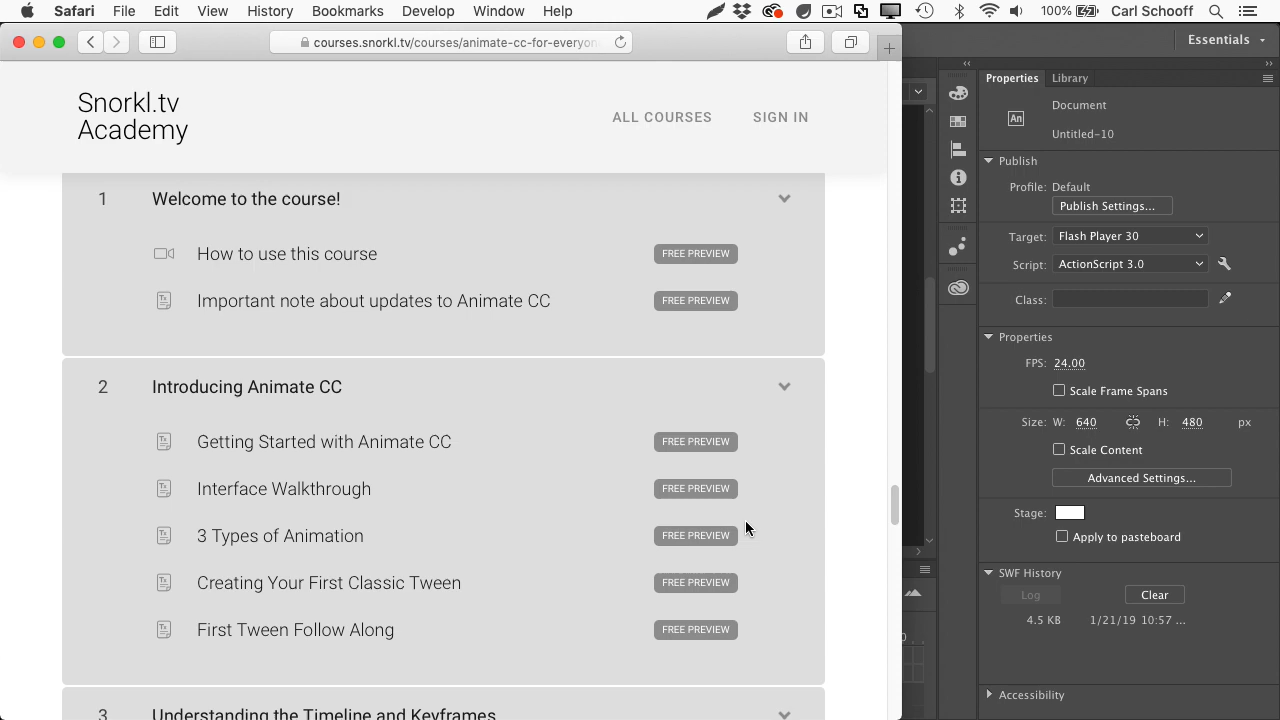 Safari File Edit View History Bookmarks Develop Window Help 100% Carl Schooff
courses.snorkl.tv/courses/animate-cc-for-everyon
Essentials
Snorkl.tv
Academy
ALL COURSES SIGN IN
1 Welcome to the course!
How to use this course FREE PREVIEW
Important note about updates to Animate CC FREE PREVIEW
2 Introducing Animate CC
Getting Started with Animate CC FREE PREVIEW
Interface Walkthrough FREE PREVIEW
3 Types of Animation FREE PREVIEW
Creating Your First Classic Tween FREE PREVIEW
First Tween Follow Along FREE PREVIEW
3 Understanding the Timeline and Keyframes
Properties Library
An Document
Untitled-10
Publish
Profile: Default
Publish Settings...
Target: Flash Player 30
Script: ActionScript 3.0
Class:
Properties
FPS: 24.00
Scale Frame Spans
Size: W: 640 H: 480 px
Scale Content
Advanced Settings...
Stage:
Apply to pasteboard
SWF History
Log Clear
4.5 KB 1/21/19 10:57 ...
Accessibility